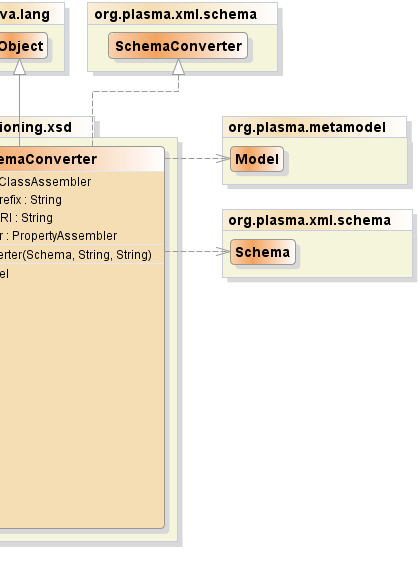 va.lang
org.plasma.xml.schema
Object
SchemaConverter
ioning.xsd
org.plasma.metamodel
emaConverter
Model
ClassAssembler
refix : String
RI : String
r : PropertyAssembler
erter(Schema, String, String)
el
org.plasma.xml.schema
Schema